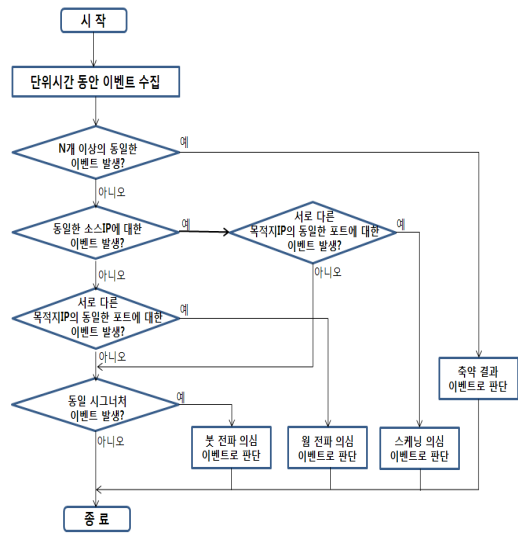 시 작
단위시간 동안 이벤트 수집
N개 이상의 동일한
이벤트 발생?
예
아니오
동일한 소스IP에 대한
이벤트 발생?
예
서로 다른
목적지IP의 동일한 포트에 대한
이벤트 발생?
예
아니오
아니오
서로 다른
목적지IP의 동일한 포트에 대한
이벤트 발생?
예
아니오
축약 결과
이벤트로 판단
동일 시그너처
이벤트 발생?
예
아니오
봇 전파 의심
이벤트로 판단
웜 전파 의심
이벤트로 판단
스케닝 의심
이벤트로 판단
종 료